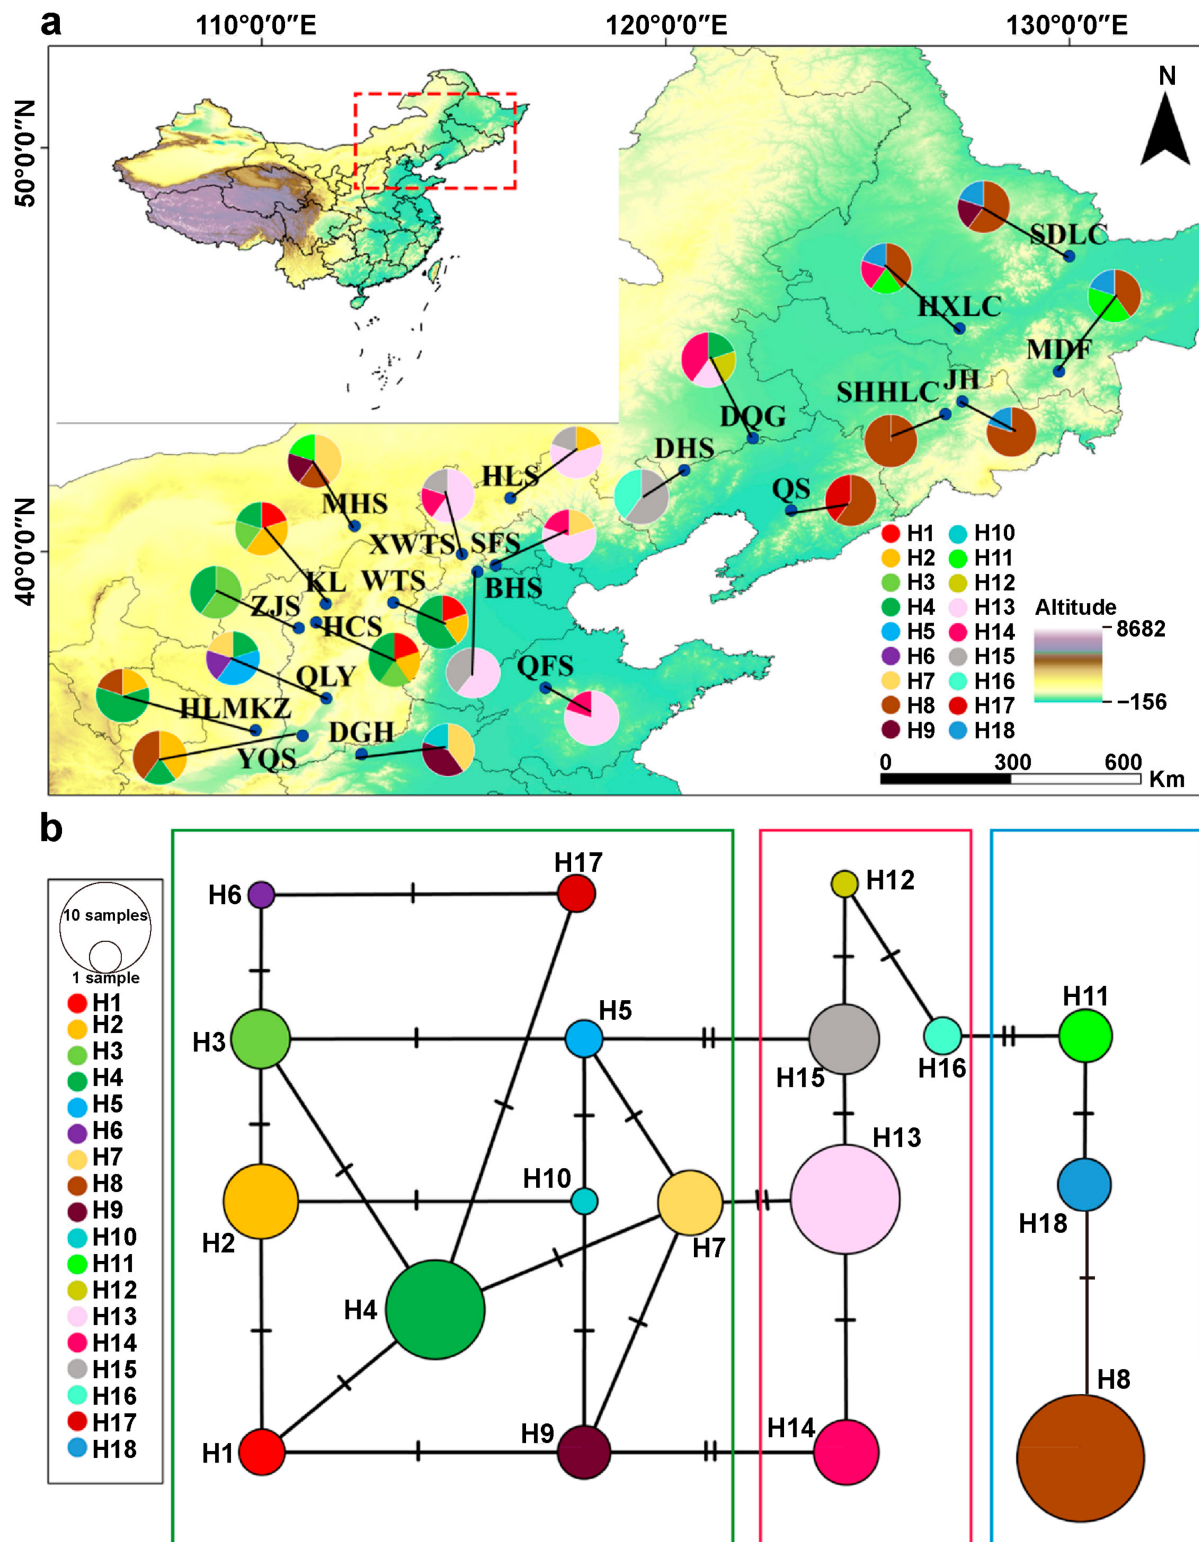 a
110°0′0″E
120°0′0″E
130°0′0″E
50°0′0″N
40°0′0″N
N
SDLC
HXLC
MDF
JH
SHHLC
DQG
DHS
HLS
QS
MHS
XWTS
SFS
BHS
KL
WTS
ZJS
HCS
QLY
QFS
HLMKZ
YQS
DGH
H1 H10
H2 H11
H3 H12
H4 H13
H5 H14
H6 H15
H7 H16
H8 H17
H9 H18
Altitude
8682
−156
0 300 600
Km
b
10 samples
1 sample
H1
H2
H3
H4
H5
H6
H7
H8
H9
H10
H11
H12
H13
H14
H15
H16
H17
H18
H6
H17
H12
H3
H5
H15
H16
H11
H2
H10
H7
H13
H18
H4
H1
H9
H14
H8